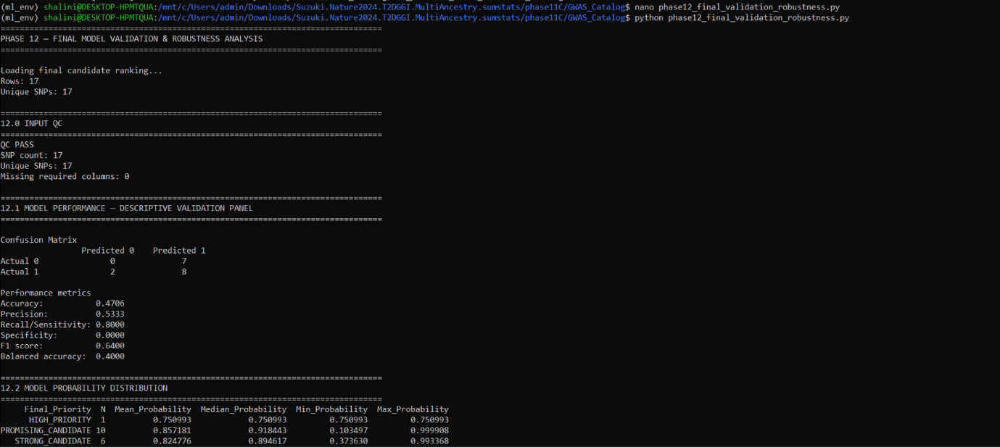 (ml_env) shalini@DESKTOP-HPMTQUA:/mnt/c/Users/admin/Downloads/Suzuki.Nature2024.T2DGGI.MultiAncestry.sumstats/phase11C/GWAS_Catalog$ nano phase12_final_validation_robustness.py
(ml_env) shalini@DESKTOP-HPMTQUA:/mnt/c/Users/admin/Downloads/Suzuki.Nature2024.T2DGGI.MultiAncestry.sumstats/phase11C/GWAS_Catalog$ python phase12_final_validation_robustness.py
================================================================================
PHASE 12 — FINAL MODEL VALIDATION & ROBUSTNESS ANALYSIS
================================================================================
Loading final candidate ranking...
Rows: 17
Unique SNPs: 17
================================================================================
12.0 INPUT QC
================================================================================
QC PASS
SNP count: 17
Unique SNPs: 17
Missing required columns: 0
================================================================================
12.1 MODEL PERFORMANCE — DESCRIPTIVE VALIDATION PANEL
================================================================================
Confusion Matrix
Predicted 0 Predicted 1
Actual 0 0 7
Actual 1 2 8
Performance metrics
Accuracy: 0.4706
Precision: 0.5333
Recall/Sensitivity: 0.8000
Specificity: 0.0000
F1 score: 0.6400
Balanced accuracy: 0.4000
================================================================================
12.2 MODEL PROBABILITY DISTRIBUTION
================================================================================
Final_Priority N Mean_Probability Median_Probability Min_Probability Max_Probability
HIGH_PRIORITY 1 0.750993 0.750993 0.750993 0.750993
PROMISING_CANDIDATE 10 0.857181 0.918443 0.103497 0.999908
STRONG_CANDIDATE 6 0.824776 0.894617 0.373630 0.993368